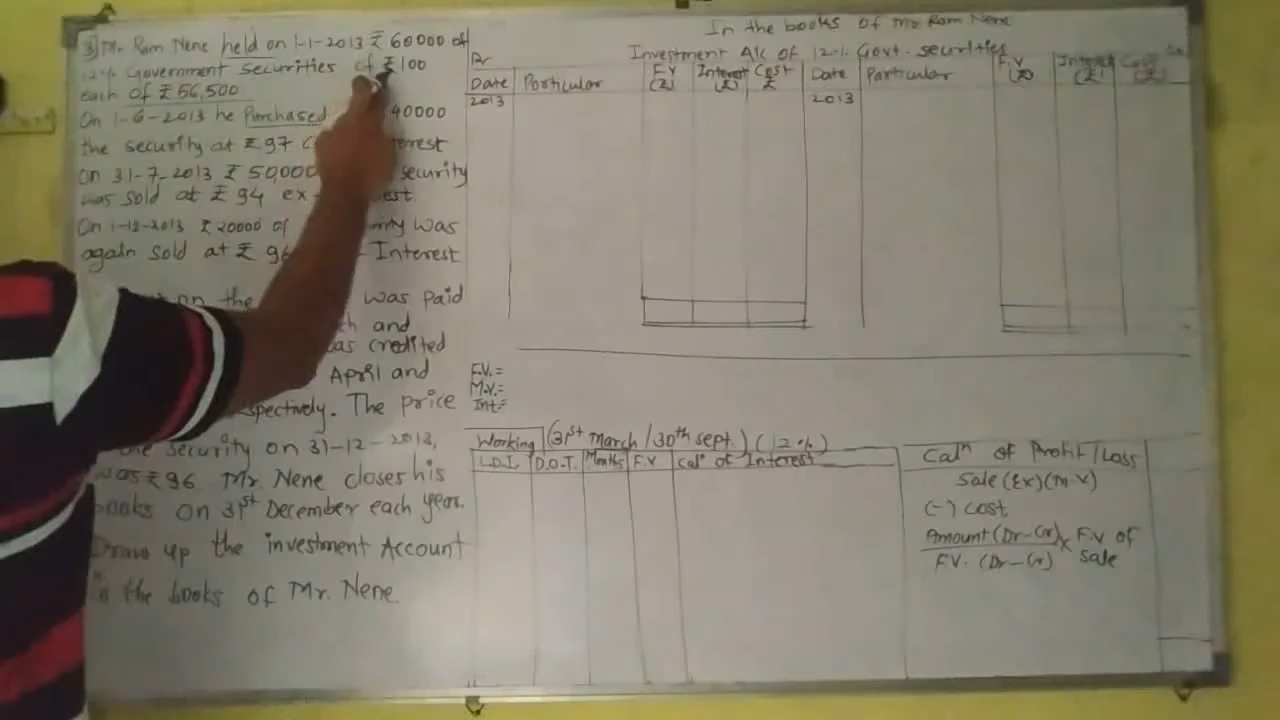 3) Mr. Ram Nene held on 1-1-2013 ₹ 60000 of
12% Government securities of ₹100
each of ₹ 56,500
On 1-6-2013 he Purchased 40000
the security at ₹97
On 31-7-2013 ₹ 50,000 security
was sold at ₹ 94 ex-
On 1-12-2013 ₹ 20000 of was
again sold at ₹ 96 Interest
on the was paid
and
credited
April and
The price
security on 31-12-2013,
was ₹96 Mr. Nene closes his
books on 31st December each year.
Draw up the investment Account
in the books of Mr. Nene.
In the books of Mr. Ram Nene
Investment A/c of 12% Govt. securities
Dr
Date Particular F.V (₹) Interest (₹) Cost ₹ Date Particular F.V. (₹) Interest (₹) Cost (₹)
2013 2013
F.V. =
M.V. =
Int =
Working (31st March / 30th sept.) (12%)
L.D.I. D.O.T. Months F.V Calⁿ of Interest
Calⁿ of Profit/Loss
Sale (Ex) (M.V)
(-) Cost
Amount (Dr-Cr) × F.V of
F.V. (Dr-Cr) Sale